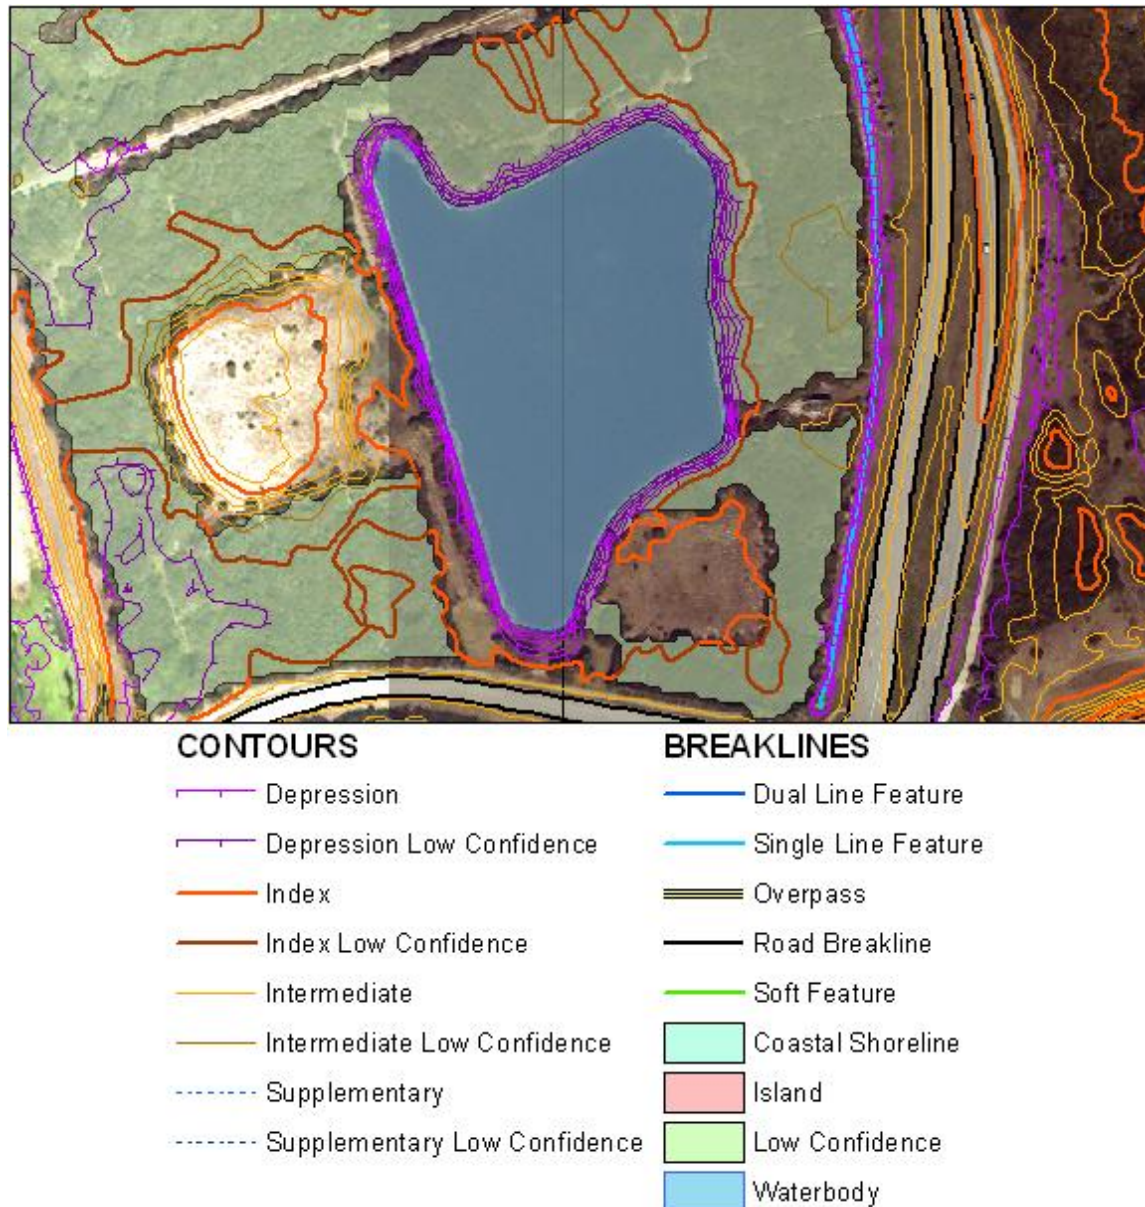 CONTOURS
Depression
Depression Low Confidence
Index
Index Low Confidence
Intermediate
Intermediate Low Confidence
Supplementary
Supplementary Low Confidence
BREAKLINES
Dual Line Feature
Single Line Feature
Overpass
Road Breakline
Soft Feature
Coastal Shoreline
Island
Low Confidence
Waterbody